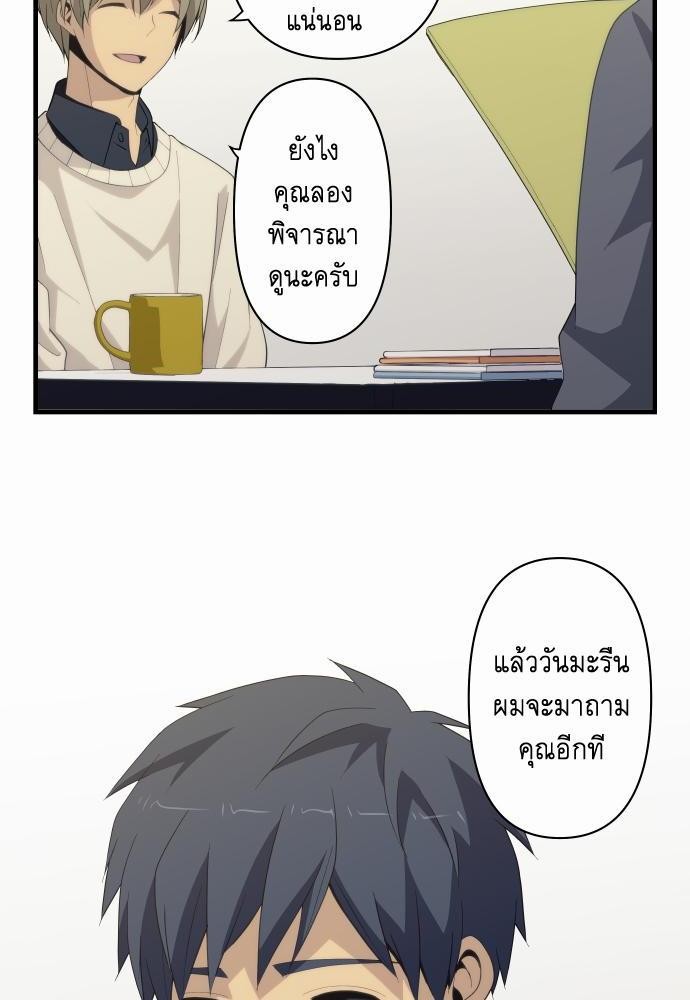 แน่นอน
ยังไง
คุณลอง
พิจารณา
ดูนะครับ
แล้ววันมะรืน
ผมจะมาถาม
คุณอีกที